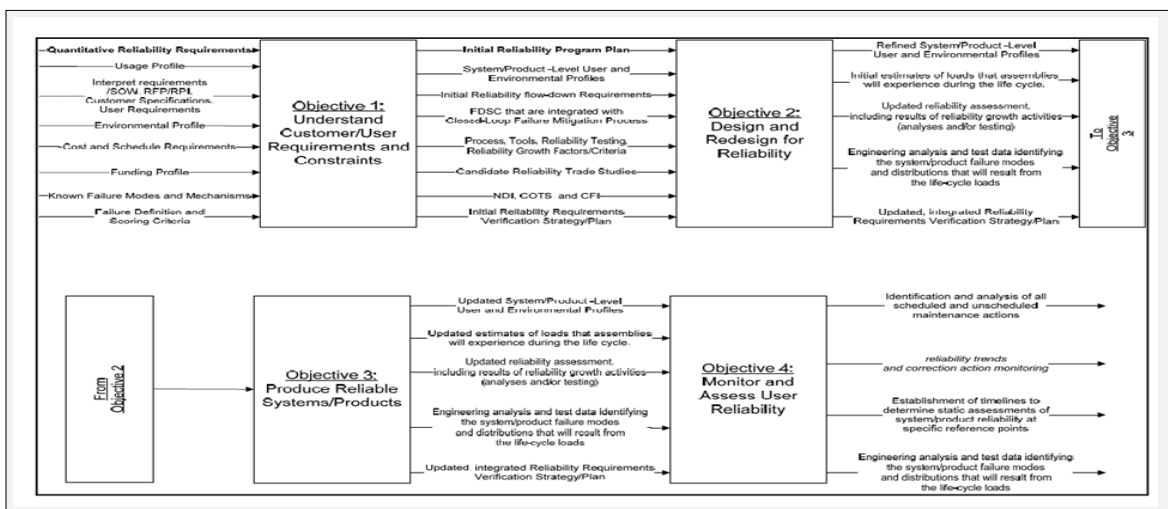 Quantitative Reliability Requirements
Usage Profile
Interpret requirements
/SOW, RFP/RPI,
Customer Specifications,
User Requirements
Environmental Profile
Cost and Schedule Requirements
Funding Profile
Known Failure Modes and Mechanisms
Failure Definition and
Scoring Criteria
Objective 1:
Understand
Customer/User
Requirements and
Constraints
Initial Reliability Program Plan
System/Product -Level User and
Environmental Profiles
Initial Reliability flow-down Requirements
FDSC that are integrated with
Closed-Loop Failure Mitigation Process
Process, Tools, Reliability Testing,
Reliability Growth Factors/Criteria
Candidate Reliability Trade Studies
NDI, COTS, and CFI
Initial Reliability Requirements
Verification Strategy/Plan
Objective 2:
Design and
Redesign for
Reliability
Refined System/Product-Level
User and Environmental Profiles
Initial estimates of loads that assemblies
will experience during the life cycle.
Updated reliability assessment,
including results of reliability growth activities
(analyses and/or testing)
Engineering analysis and test data identifying
the system/product failure modes
and distributions that will result from
the life-cycle loads
Updated, integrated Reliability
Requirements Verification Strategy/Plan
To
Objective
3
From
Objective 2
Objective 3:
Produce Reliable
Systems/Products
Updated System/Product -Level
User and Environmental Profiles
Updated estimates of loads that assemblies
will experience during the life cycle.
Updated reliability assessment,
including results of reliability growth activities
(analyses and/or testing)
Engineering analysis and test data identifying
the system/product failure modes
and distributions that will result from
the life-cycle loads
Updated, integrated Reliability Requirements
Verification Strategy/Plan
Objective 4:
Monitor and
Assess User
Reliability
Identification and analysis of all
scheduled and unscheduled
maintenance actions
reliability trends
and correction action monitoring
Establishment of timelines to
determine static assessments of
system/product reliability at
specific reference points
Engineering analysis and test data identifying
the system/product failure modes
and distributions that will result from
the life-cycle loads